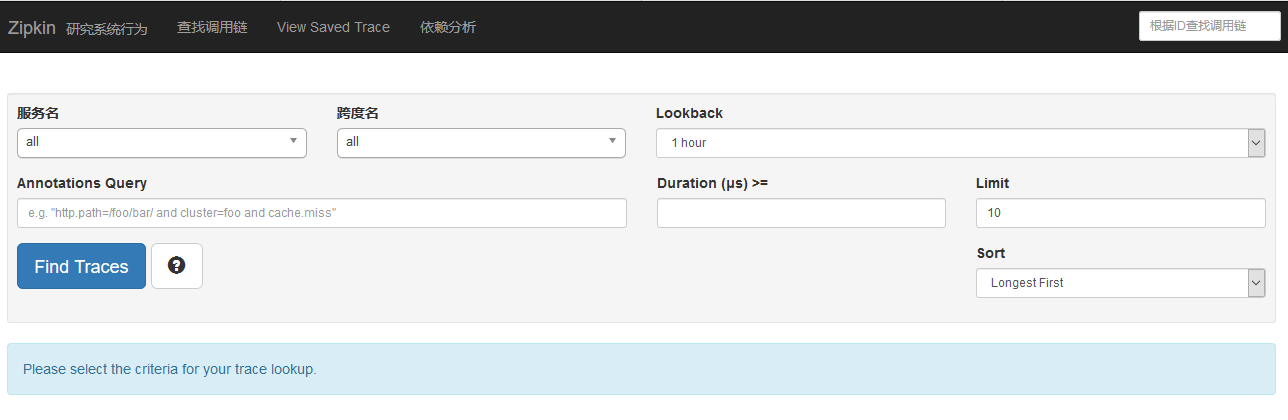 Zipkin 研究系统行为 查找调用链 View Saved Trace 依赖分析 根据ID查找调用链
服务名 跨度名 Lookback
all all 1 hour
Annotations Query Duration (μs) >= Limit
e.g. "http.path=/foo/bar/ and cluster=foo and cache.miss" 10
Find Traces ? Sort
Longest First
Please select the criteria for your trace lookup.